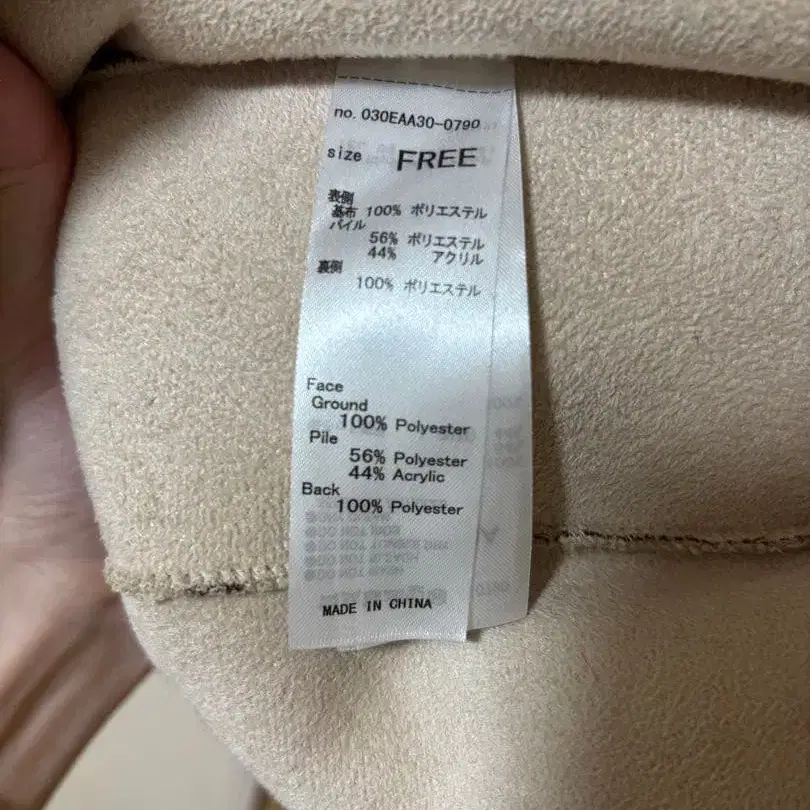 no. 030EAA30-0790
size FREE
表側
基布 100% ポリエステル
パイル
56% ポリエステル
44% アクリル
裏側
100% ポリエステル
Face
Ground
100% Polyester
Pile
56% Polyester
44% Acrylic
Back
100% Polyester
MADE IN CHINA